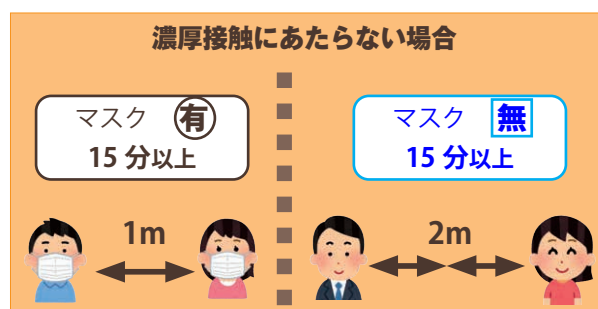 濃厚接触にあたらない場合
マスク 有
15 分以上
1m
マスク 無
15 分以上
2m